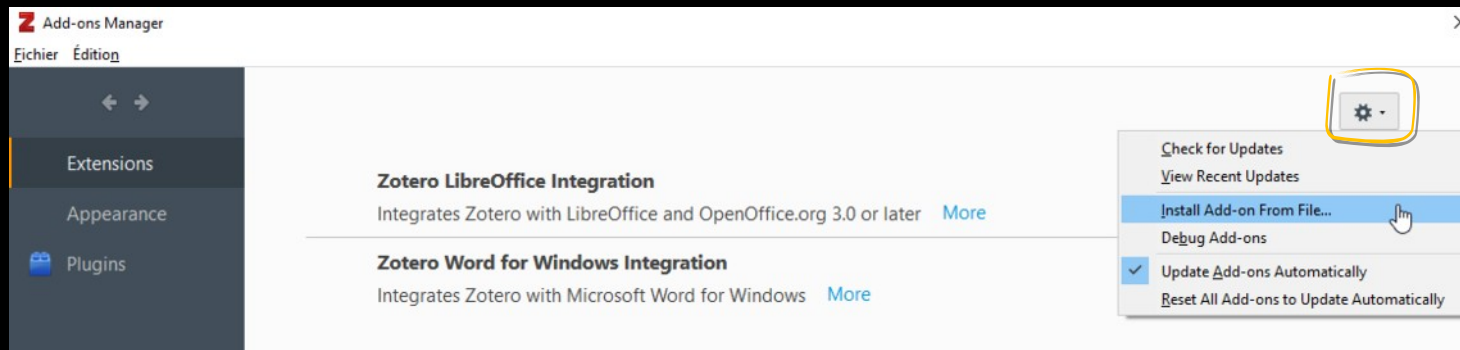 Add-ons Manager
Fichier Édition
Extensions
Appearance
Plugins
Zotero LibreOffice Integration
Integrates Zotero with LibreOffice and OpenOffice.org 3.0 or later More
Zotero Word for Windows Integration
Integrates Zotero with Microsoft Word for Windows More
Check for Updates
View Recent Updates
Install Add-on From File...
Debug Add-ons
Update Add-ons Automatically
Reset All Add-ons to Update Automatically